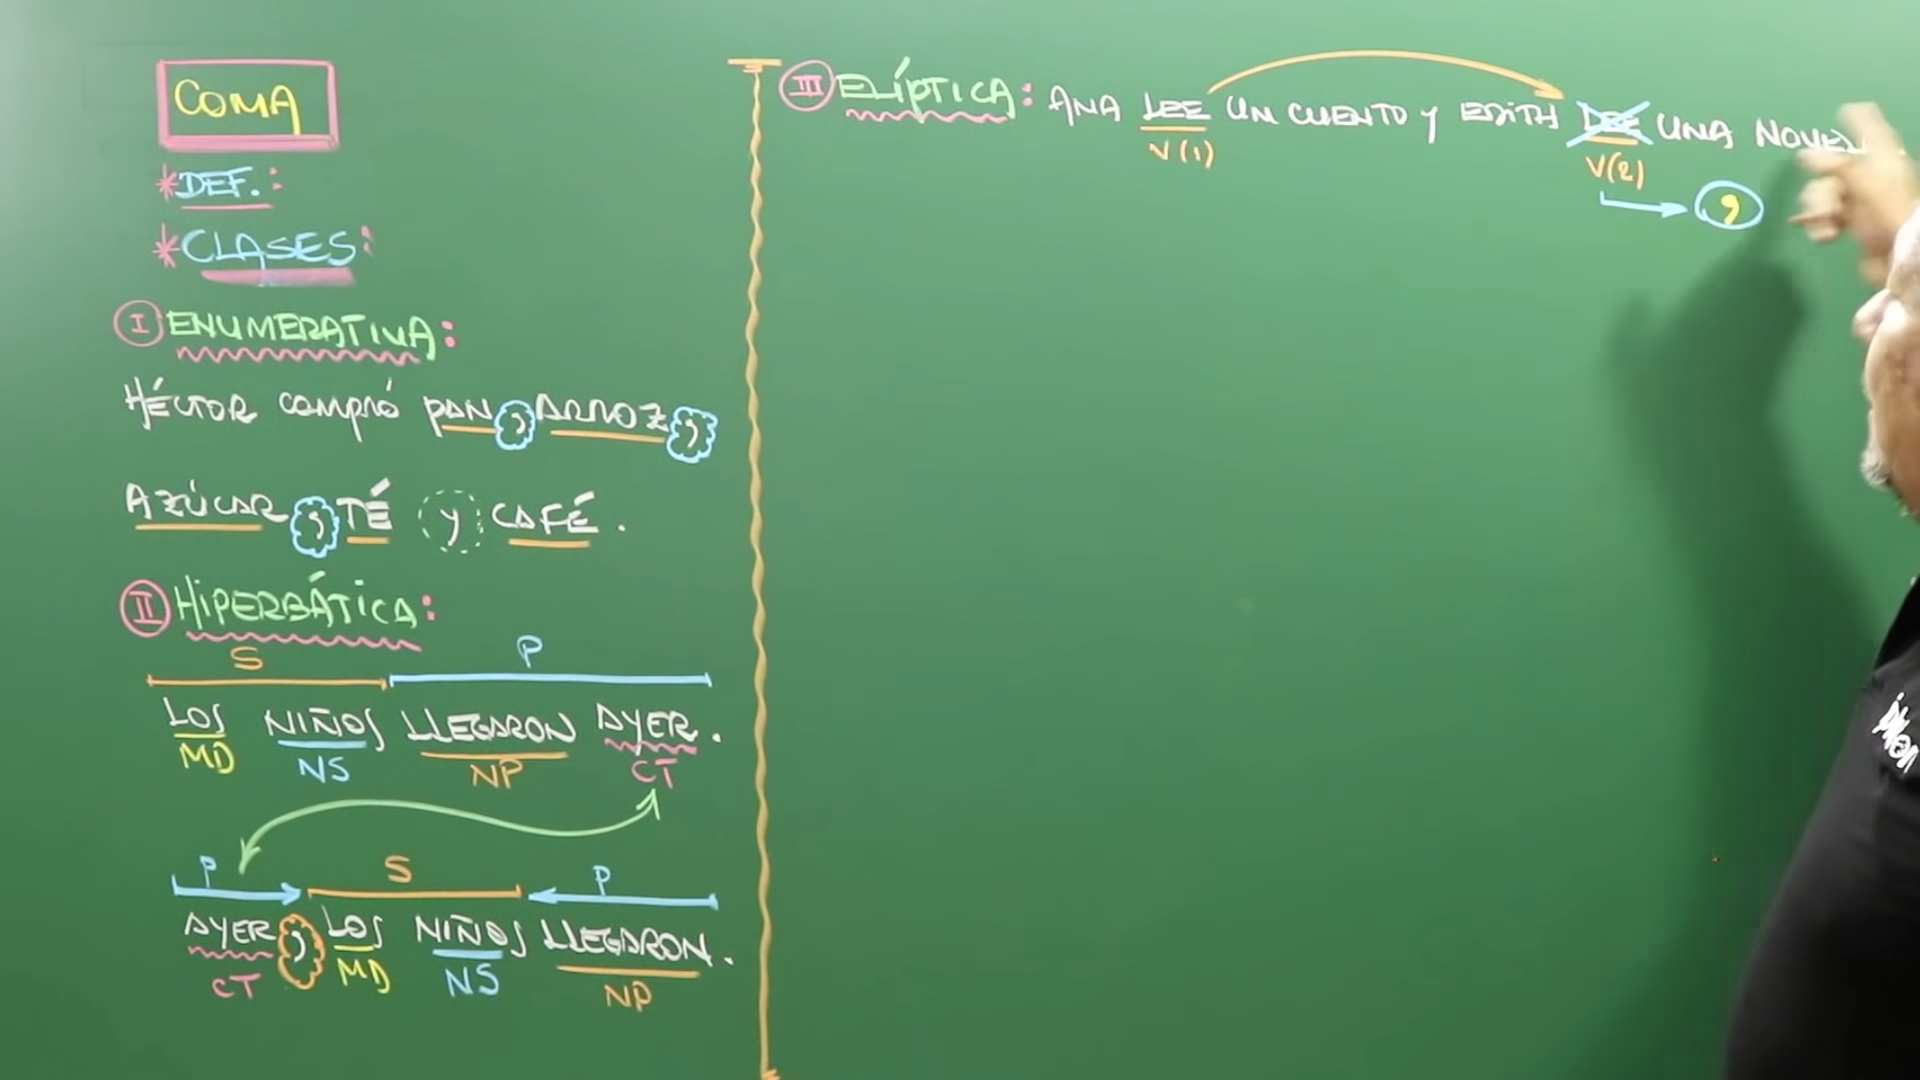 COMA
*DEF.:
*CLASES:
I ENUMERATIVA:
HÉCTOR COMPRÓ PAN, ARROZ,
AZÚCAR, TÉ y CAFÉ.
II HIPERBÁTICA:
S P
LOS NIÑOS LLEGARON AYER.
MD NS NP CT
P S P
AYER, LOS NIÑOS LLEGARON.
CT MD NS NP
III ELÍPTICA: ANA LEE UN CUENTO y EDITH LEE UNA
V(1) V(2)
,